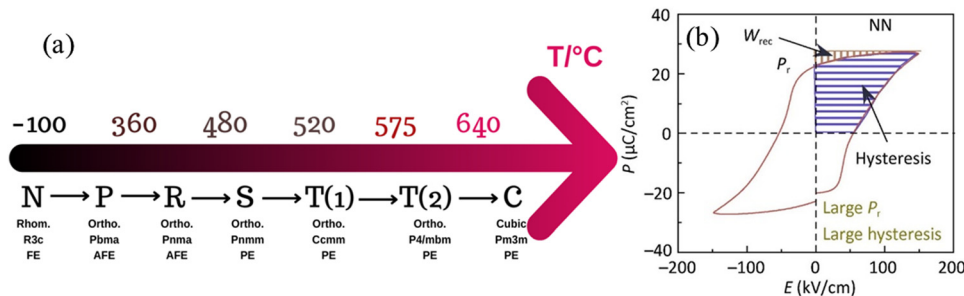 (a)
T/°C
-100 360 480 520 575 640
N → P → R → S → T(1) → T(2) → C
Rhom. Ortho. Ortho. Ortho. Ortho. Ortho. Cubic
R3c Pbma Pnma Pnmm Ccmm P4/mbm Pm3m
FE AFE AFE PE PE PE PE
(b)
NN
W_rec
P_r
Hysteresis
Large P_r
Large hysteresis
P (μC/cm²)
40
20
0
−20
−40
−200 −100 0 100 200
E (kV/cm)